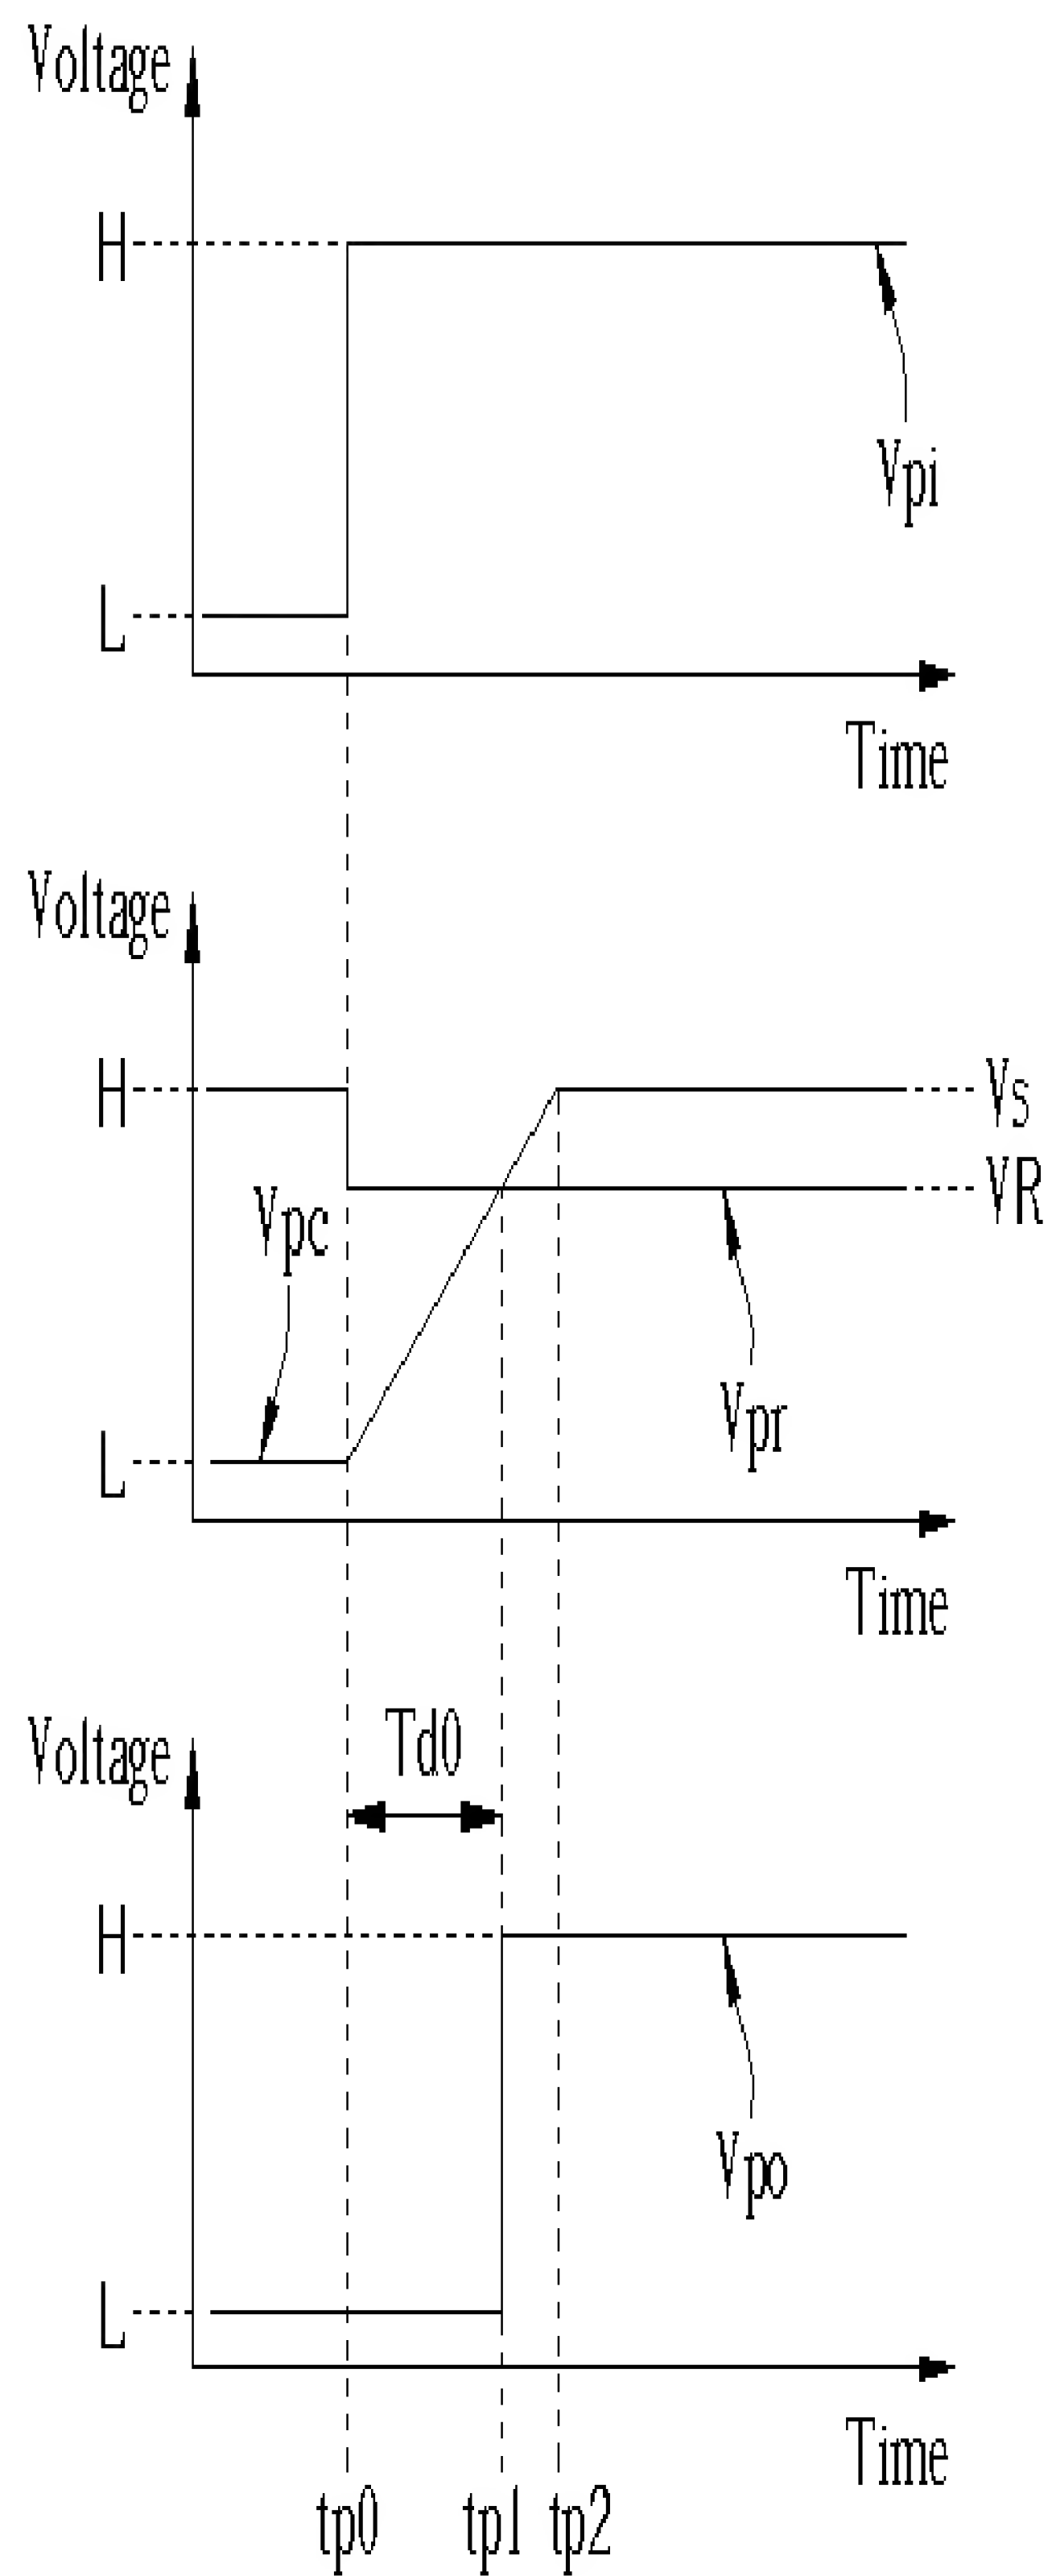 Voltage
H
Vpi
L
Time
Voltage
H
Vs
VR
Vpc
Vpr
L
Time
Td0
Voltage
H
Vpo
L
Time
tp0 tp1 tp2